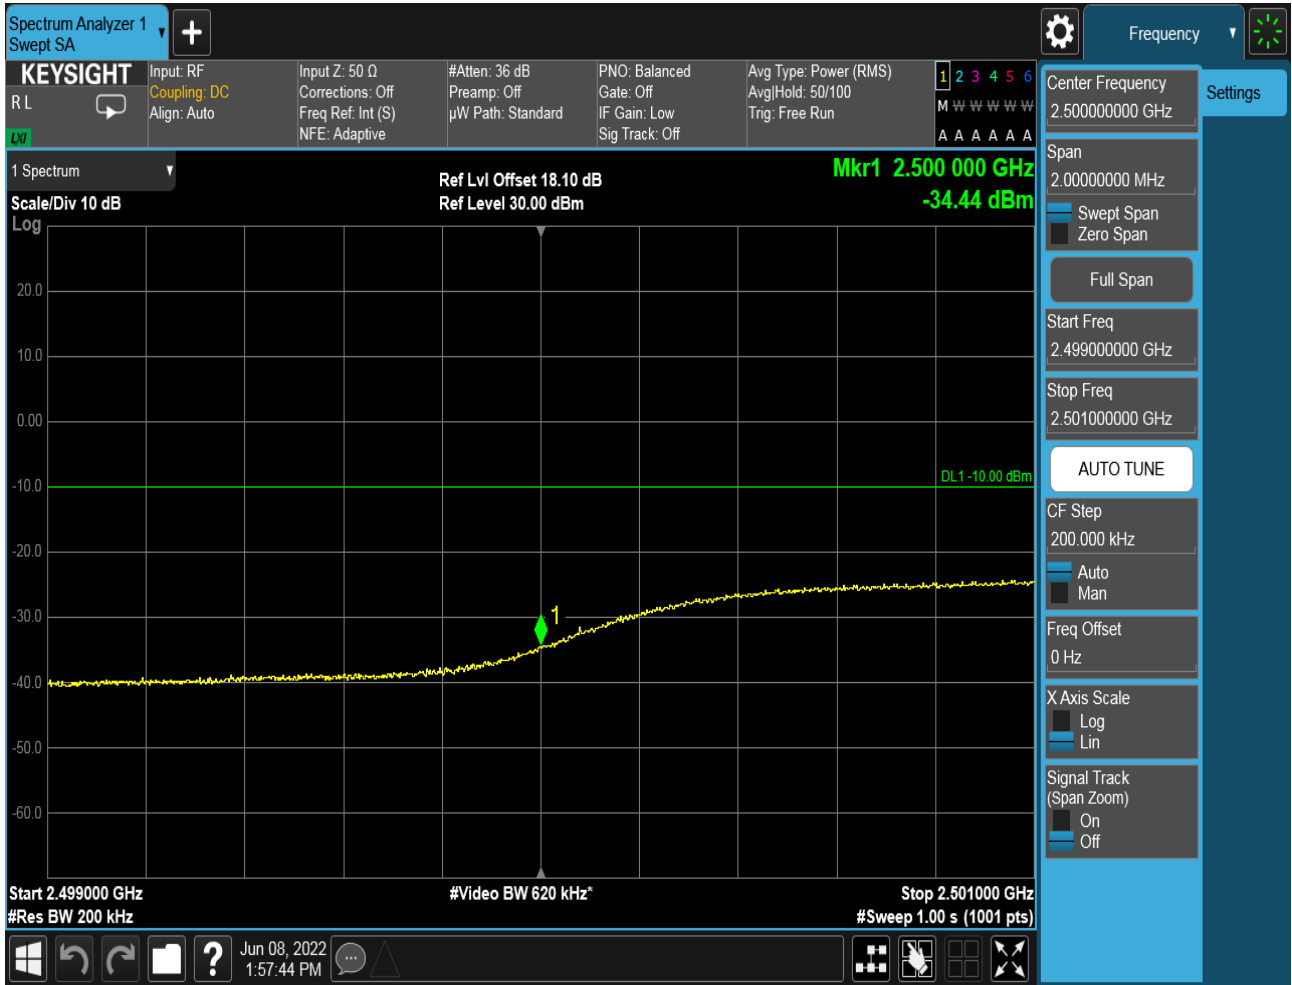 Spectrum Analyzer 1
Swept SA
+
Frequency
KEYSIGHT
R L
LXI
Input: RF
Coupling: DC
Align: Auto
Input Z: 50 Ω
Corrections: Off
Freq Ref: Int (S)
NFE: Adaptive
#Atten: 36 dB
Preamp: Off
µW Path: Standard
PNO: Balanced
Gate: Off
IF Gain: Low
Sig Track: Off
Avg Type: Power (RMS)
Avg|Hold: 50/100
Trig: Free Run
1 2 3 4 5 6
M W W W W W
A A A A A A
1 Spectrum
Scale/Div 10 dB
Log
Ref Lvl Offset 18.10 dB
Ref Level 30.00 dBm
Mkr1 2.500 000 GHz
-34.44 dBm
20.0
10.0
0.00
-10.0
-20.0
-30.0
-40.0
-50.0
-60.0
DL1 -10.00 dBm
1
Start 2.499000 GHz
#Res BW 200 kHz
#Video BW 620 kHz*
Stop 2.501000 GHz
#Sweep 1.00 s (1001 pts)
Center Frequency
2.500000000 GHz
Settings
Span
2.00000000 MHz
Swept Span
Zero Span
Full Span
Start Freq
2.499000000 GHz
Stop Freq
2.501000000 GHz
AUTO TUNE
CF Step
200.000 kHz
Auto
Man
Freq Offset
0 Hz
X Axis Scale
Log
Lin
Signal Track
(Span Zoom)
On
Off
?
Jun 08, 2022
1:57:44 PM